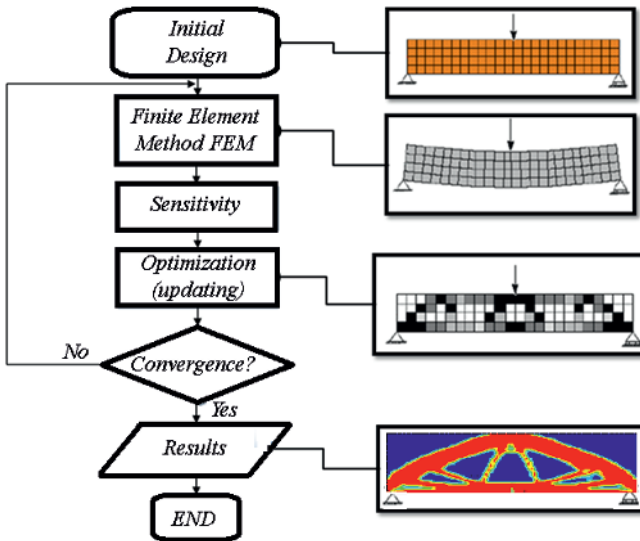 Initial
Design
Finite Element
Method FEM
Sensitivity
Optimization
(updating)
No
Convergence?
Yes
Results
END